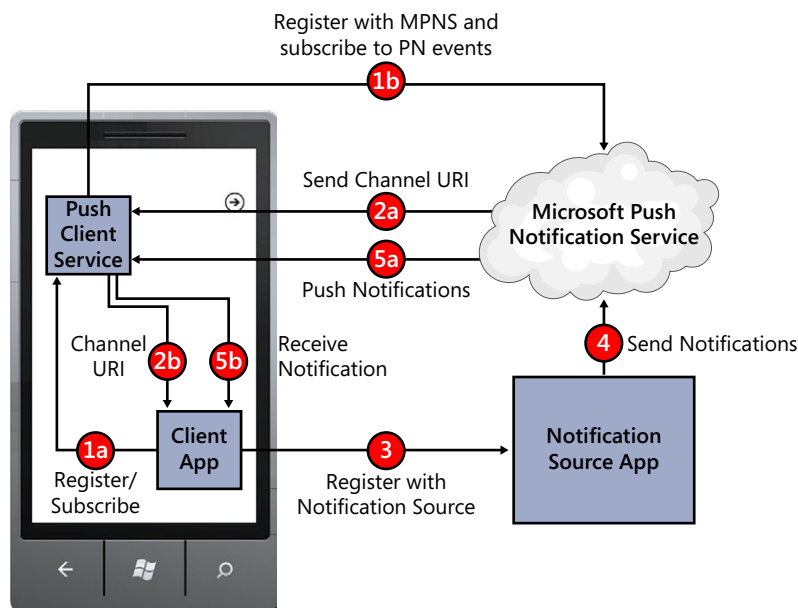 Register with MPNS and
subscribe to PN events
1b
Send Channel URI
2a
Push
Client
Service
Microsoft Push
Notification Service
5a
Push Notifications
Channel
URI
2b
5b
Receive
Notification
4
Send Notifications
Client
App
1a
Register/
Subscribe
3
Register with
Notification Source
Notification
Source App